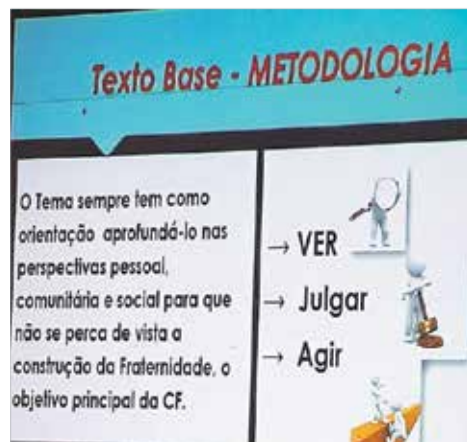 Texto Base - METODOLOGIA
O Tema sempre tem como
orientação aprofundá-lo nas
perspectivas pessoal,
comunitária e social para que
não se perca de vista a
construção da Fraternidade, o
objetivo principal da CF.
→ VER
→ Julgar
→ Agir